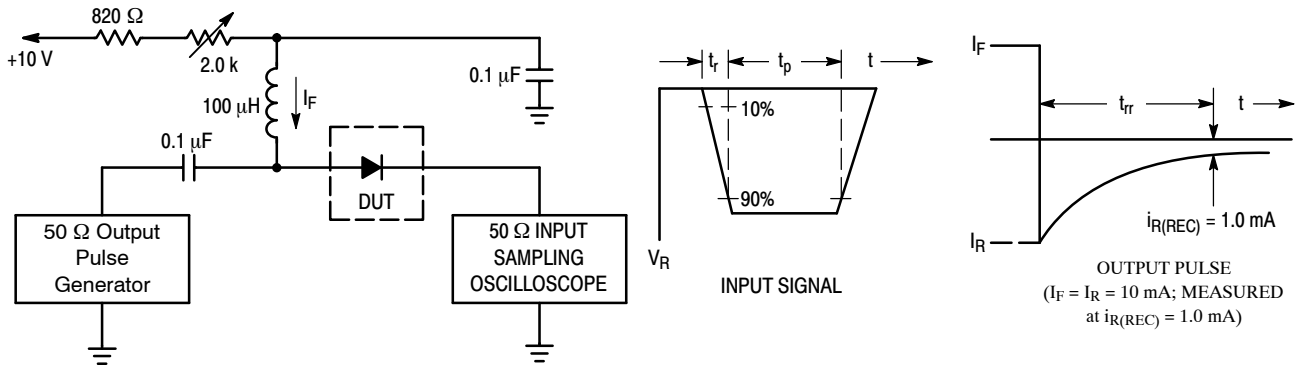 820 Ω
+10 V
2.0 k
0.1 μF
100 μH
I_F
0.1 μF
DUT
50 Ω Output
Pulse
Generator
50 Ω INPUT
SAMPLING
OSCILLOSCOPE
t_r
t_p
t
10%
90%
V_R
INPUT SIGNAL
I_F
t_rr
t
I_R
i_R(REC) = 1.0 mA
OUTPUT PULSE
(I_F = I_R = 10 mA; MEASURED
at i_R(REC) = 1.0 mA)